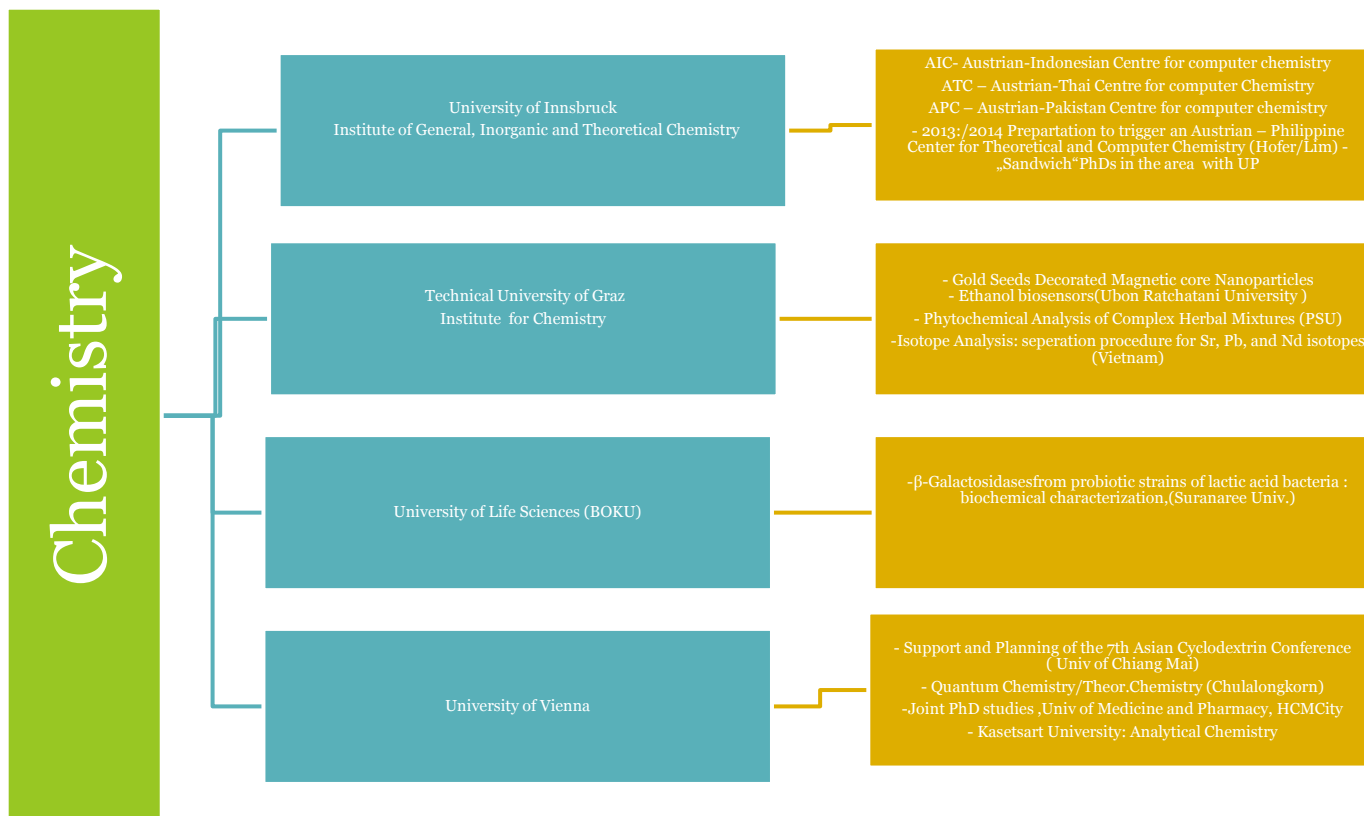 Chemistry
University of Innsbruck
Institute of General, Inorganic and Theoretical Chemistry
AIC- Austrian-Indonesian Centre for computer chemistry
ATC – Austrian-Thai Centre for computer Chemistry
APC – Austrian-Pakistan Centre for computer chemistry
- 2013:/2014 Prepartation to trigger an Austrian – Philippine
Center for Theoretical and Computer Chemistry (Hofer/Lim) -
„Sandwich“PhDs in the area with UP
Technical University of Graz
Institute for Chemistry
- Gold Seeds Decorated Magnetic core Nanoparticles
- Ethanol biosensors(Ubon Ratchatani University )
- Phytochemical Analysis of Complex Herbal Mixtures (PSU)
-Isotope Analysis: seperation procedure for Sr, Pb, and Nd isotopes
(Vietnam)
University of Life Sciences (BOKU)
-β-Galactosidasesfrom probiotic strains of lactic acid bacteria :
biochemical characterization,(Suranaree Univ.)
University of Vienna
- Support and Planning of the 7th Asian Cyclodextrin Conference
( Univ of Chiang Mai)
- Quantum Chemistry/Theor.Chemistry (Chulalongkorn)
-Joint PhD studies ,Univ of Medicine and Pharmacy, HCMCity
- Kasetsart University: Analytical Chemistry